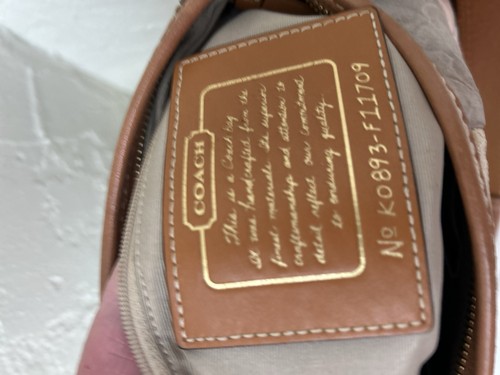 COACH
This is a Coach bag.
It was handcrafted from the
finest materials. The superior
craftsmanship and attention to
detail reflect our commitment
to enduring quality.
No K0893-F11709